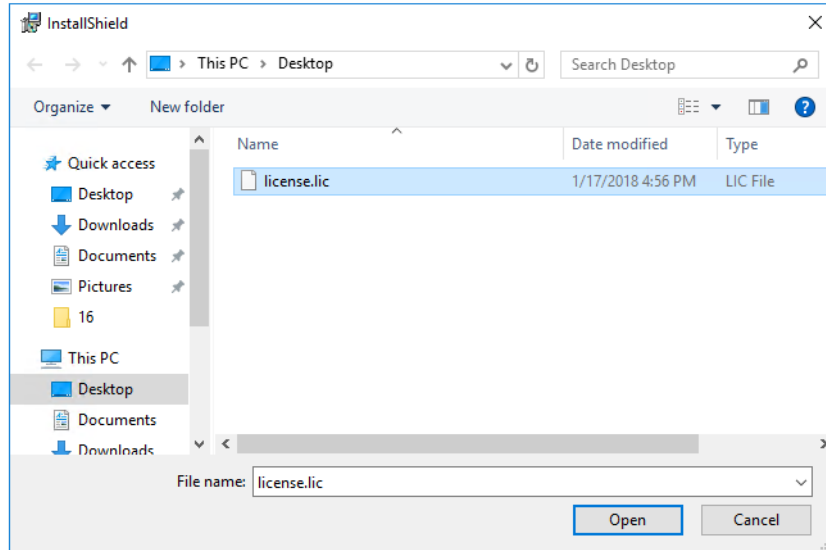 InstallShield
This PC > Desktop
Search Desktop
Organize
New folder
Name
Date modified
Type
Quick access
Desktop
Downloads
Documents
Pictures
16
This PC
Desktop
Documents
Downloads
license.lic
1/17/2018 4:56 PM
LIC File
File name:
license.lic
Open
Cancel